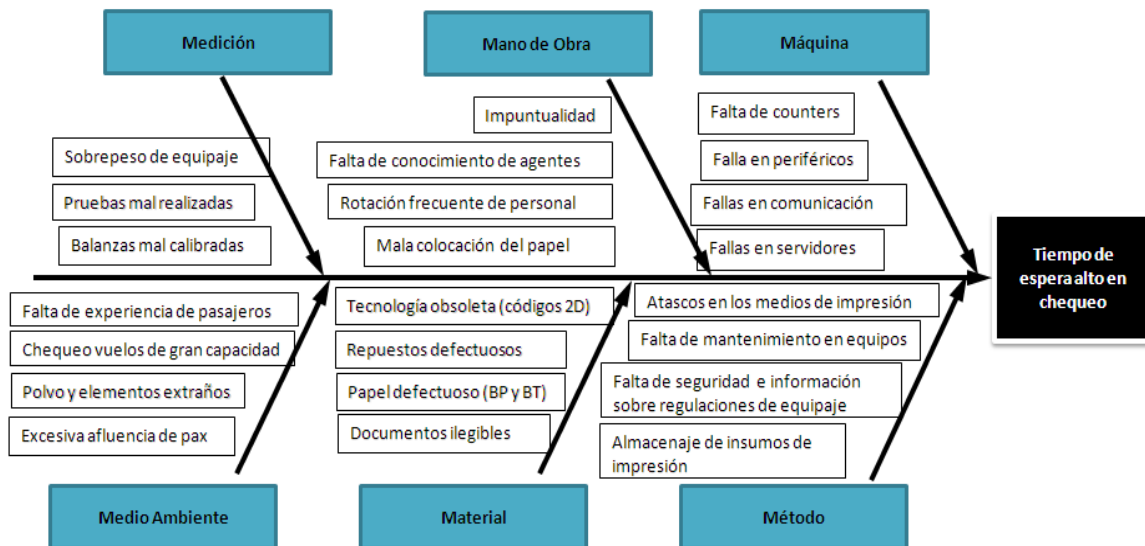 Medición
Mano de Obra
Máquina
Impuntualidad
Falta de counters
Sobrepeso de equipaje
Falta de conocimiento de agentes
Falla en periféricos
Pruebas mal realizadas
Rotación frecuente de personal
Fallas en comunicación
Balanzas mal calibradas
Mala colocación del papel
Fallas en servidores
Tiempo de
espera alto en
chequeo
Falta de experiencia de pasajeros
Tecnología obsoleta (códigos 2D)
Atascos en los medios de impresión
Chequeo vuelos de gran capacidad
Repuestos defectuosos
Falta de mantenimiento en equipos
Polvo y elementos extraños
Papel defectuoso (BP y BT)
Falta de seguridad e información
sobre regulaciones de equipaje
Excesiva afluencia de pax
Documentos ilegibles
Almacenaje de insumos de
impresión
Medio Ambiente
Material
Método